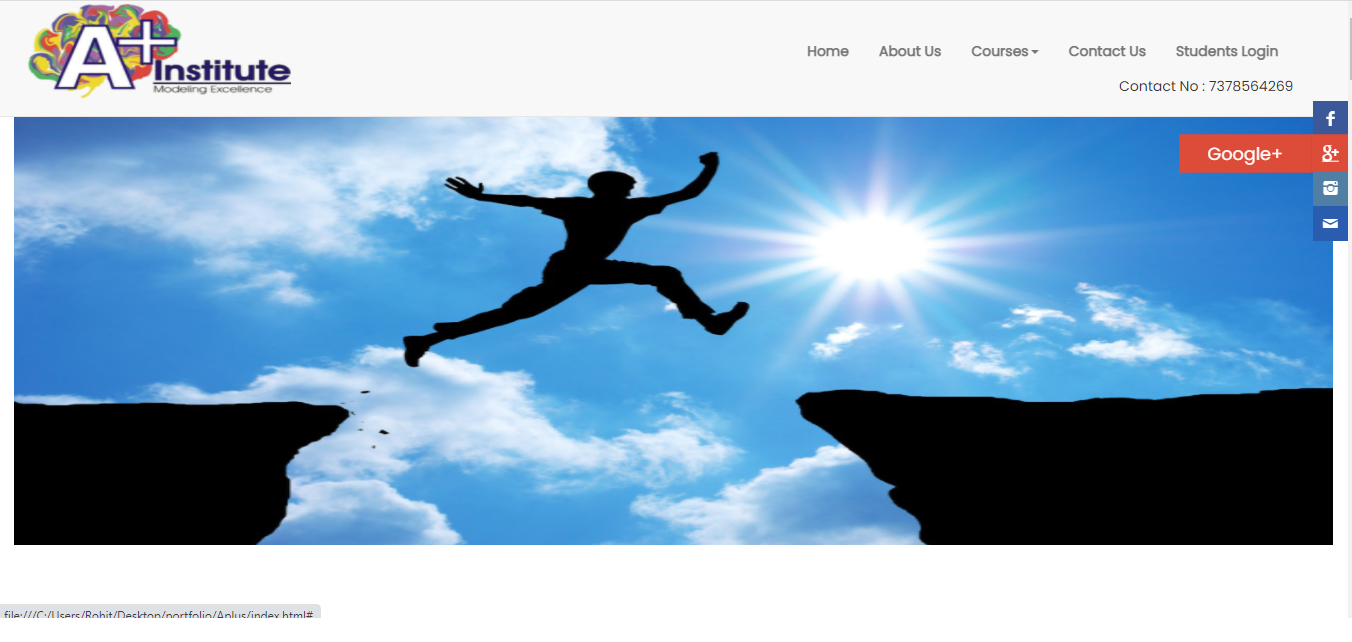 A+
Institute
Modeling Excellence
Home About Us Courses Contact Us Students Login
Contact No : 7378564269
Google+
file:///C:/Users/Rohit/Desktop/portfolio/Aplus/index.html#